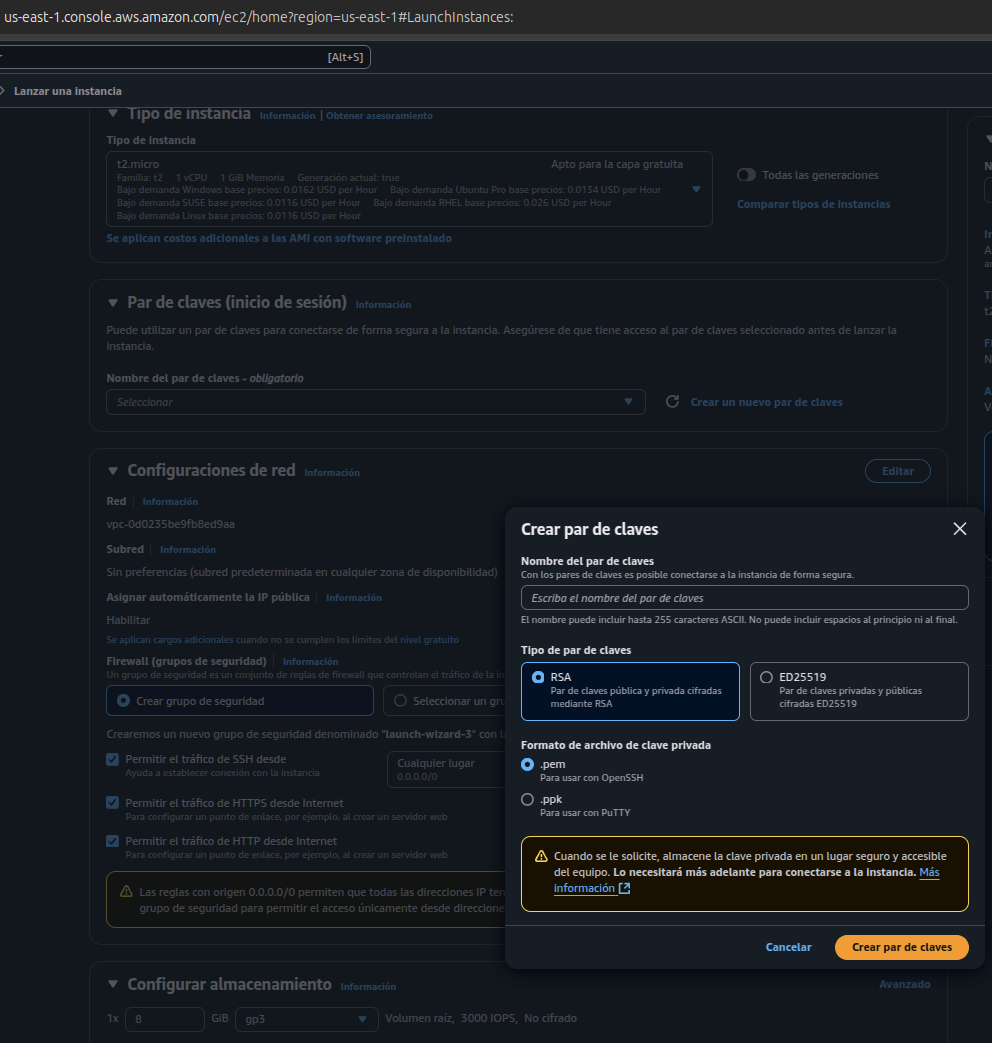 us-east-1.console.aws.amazon.com/ec2/home?region=us-east-1#LaunchInstances:
[Alt+S]
Lanzar una instancia
Tipo de instancia Información | Obtener asesoramiento
Tipo de instancia
t2.micro Apto para la capa gratuita
Familia: t2 1 vCPU 1 GiB Memoria Generación actual: true
Bajo demanda Windows base precios: 0.0162 USD per Hour Bajo demanda Ubuntu Pro base precios: 0.0134 USD per Hour
Bajo demanda SUSE base precios: 0.0116 USD per Hour Bajo demanda RHEL base precios: 0.026 USD per Hour
Bajo demanda Linux base precios: 0.0116 USD per Hour
Todas las generaciones
Comparar tipos de instancias
Se aplican costos adicionales a las AMI con software preinstalado
Par de claves (inicio de sesión) Información
Puede utilizar un par de claves para conectarse de forma segura a la instancia. Asegúrese de que tiene acceso al par de claves seleccionado antes de lanzar la
instancia.
Nombre del par de claves - obligatorio
Seleccionar
Crear un nuevo par de claves
Configuraciones de red Información
Editar
Red | Información
vpc-0d0235be9fb8ed9aa
Subred | Información
Sin preferencias (subred predeterminada en cualquier zona de disponibilidad)
Asignar automáticamente la IP pública | Información
Habilitar
Se aplican cargos adicionales cuando no se cumplen los límites del nivel gratuito
Firewall (grupos de seguridad) | Información
Un grupo de seguridad es un conjunto de reglas de firewall que controlan el tráfico de la
Crear grupo de seguridad
Seleccionar un
Crearemos un nuevo grupo de seguridad denominado "launch-wizard-3" con
Permitir el tráfico de SSH desde
Ayuda a establecer conexión con la instancia
Cualquier lugar
0.0.0.0/0
Permitir el tráfico de HTTPS desde Internet
Para configurar un punto de enlace, por ejemplo, al crear un servidor web
Permitir el tráfico de HTTP desde Internet
Para configurar un punto de enlace, por ejemplo, al crear un servidor web
Las reglas con origen 0.0.0.0/0 permiten que todas las direcciones IP
grupo de seguridad para permitir el acceso únicamente desde
Crear par de claves
Nombre del par de claves
Con los pares de claves es posible conectarse a la instancia de forma segura.
Escriba el nombre del par de claves
El nombre puede incluir hasta 255 caracteres ASCII. No puede incluir espacios al principio ni al final.
Tipo de par de claves
RSA
Par de claves pública y privada cifradas
mediante RSA
ED25519
Par de claves privadas y públicas
cifradas ED25519
Formato de archivo de clave privada
.pem
Para usar con OpenSSH
.ppk
Para usar con PuTTY
Cuando se le solicite, almacene la clave privada en un lugar seguro y accesible
del equipo. Lo necesitará más adelante para conectarse a la instancia. Más
información
Cancelar
Crear par de claves
Configurar almacenamiento Información
Avanzado
1x 8 GiB gp3 Volumen raíz, 3000 IOPS, No cifrado